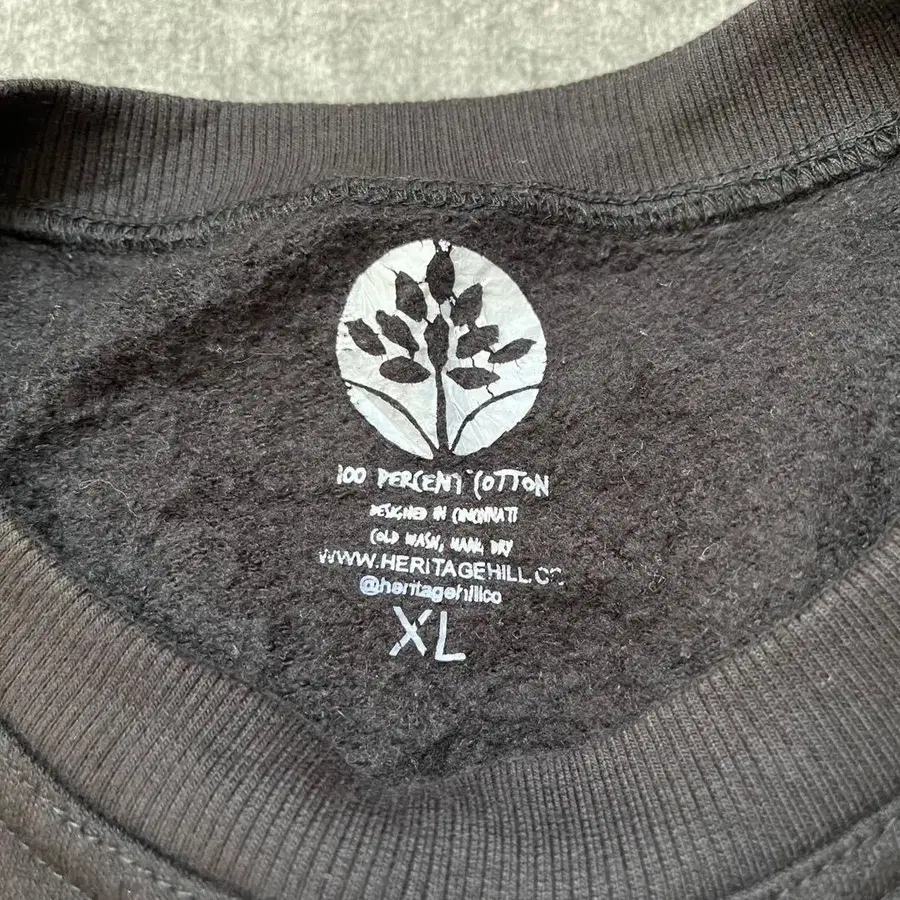 100 PERCENT COTTON
DESIGNED IN CINCINNATI
COLD WASH, HANG DRY
WWW.HERITAGEHILL.CO
@heritagehillco
XL